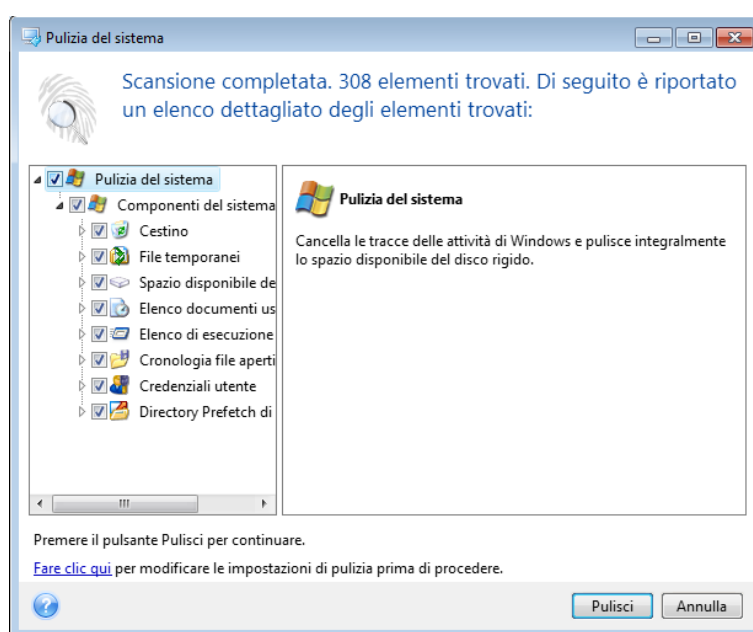 Pulizia del sistema
Scansione completata. 308 elementi trovati. Di seguito è riportato
un elenco dettagliato degli elementi trovati:
Pulizia del sistema
Componenti del sistema
Cestino
File temporanei
Spazio disponibile de
Elenco documenti us
Elenco di esecuzione
Cronologia file aperti
Credenziali utente
Directory Prefetch di
Pulizia del sistema
Cancella le tracce delle attività di Windows e pulisce integralmente
lo spazio disponibile del disco rigido.
Premere il pulsante Pulisci per continuare.
Fare clic qui per modificare le impostazioni di pulizia prima di procedere.
Pulisci
Annulla